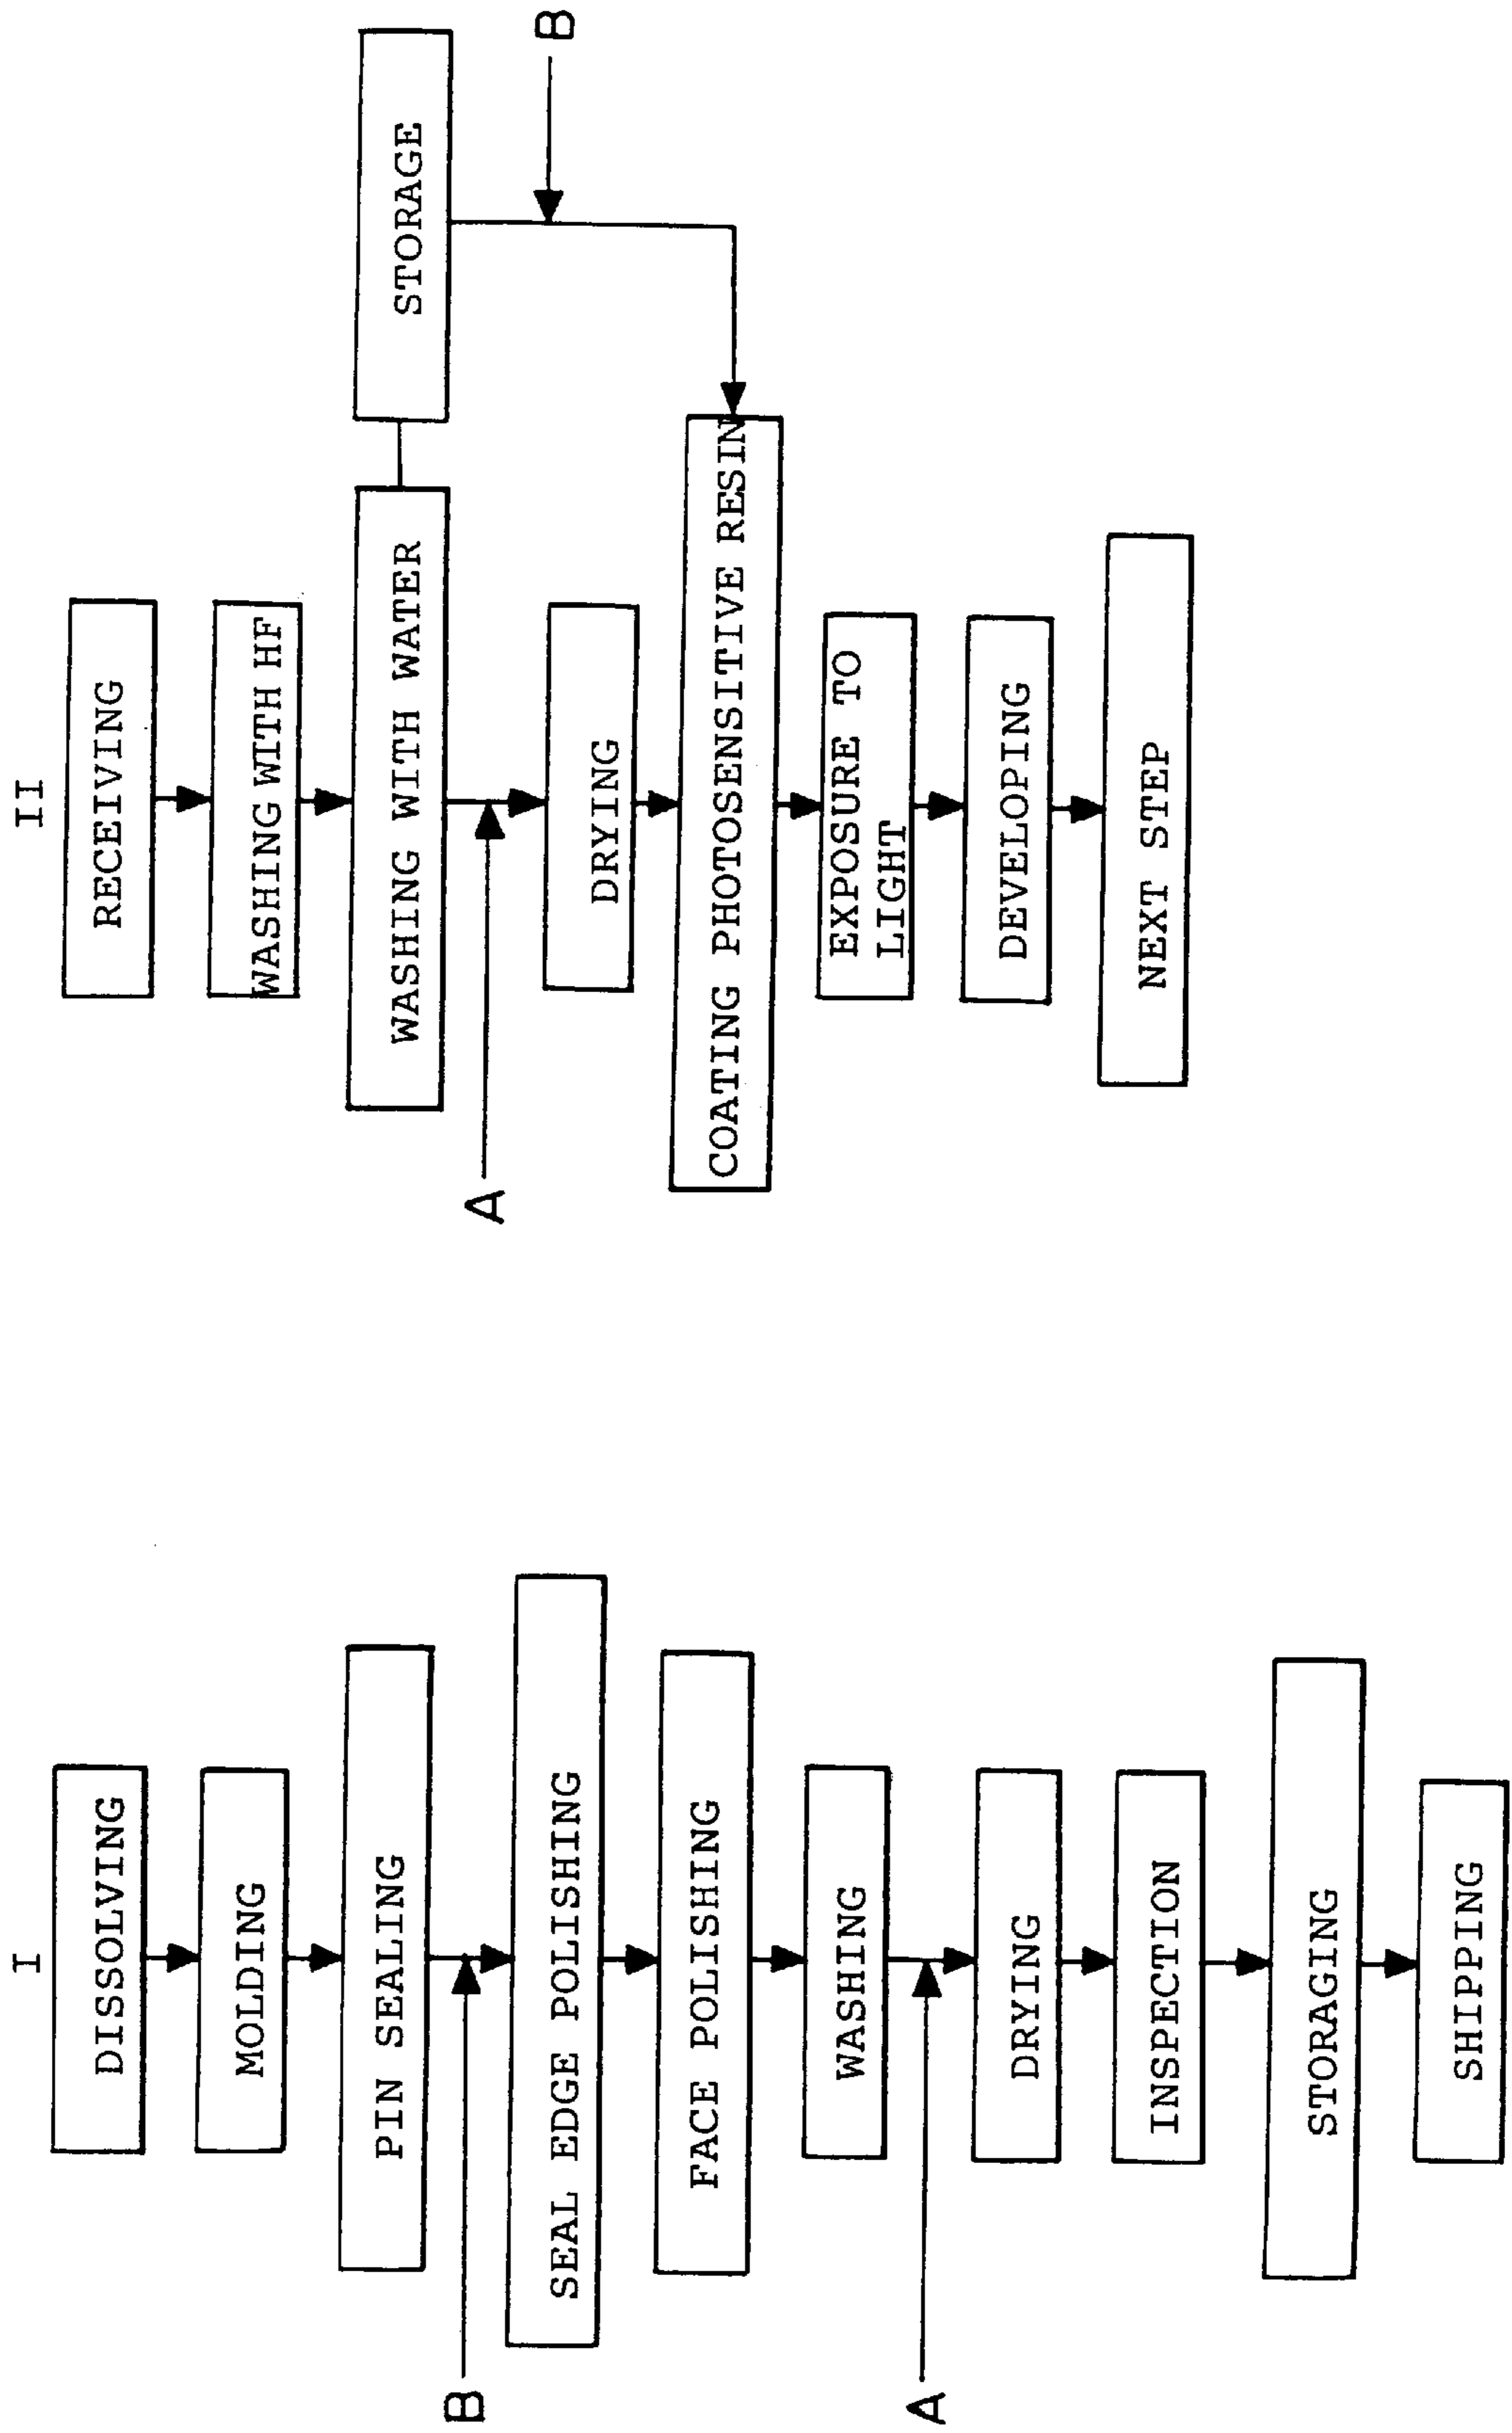 I
DISSOLVING
MOLDING
PIN SEALING
B
SEAL EDGE POLISHING
FACE POLISHING
WASHING
A
DRYING
INSPECTION
STORAGING
SHIPPING
II
RECEIVING
WASHING WITH HF
WASHING WITH WATER
STORAGE
A
B
DRYING
COATING PHOTOSENSITIVE RESIN
EXPOSURE TO
LIGHT
DEVELOPING
NEXT STEP